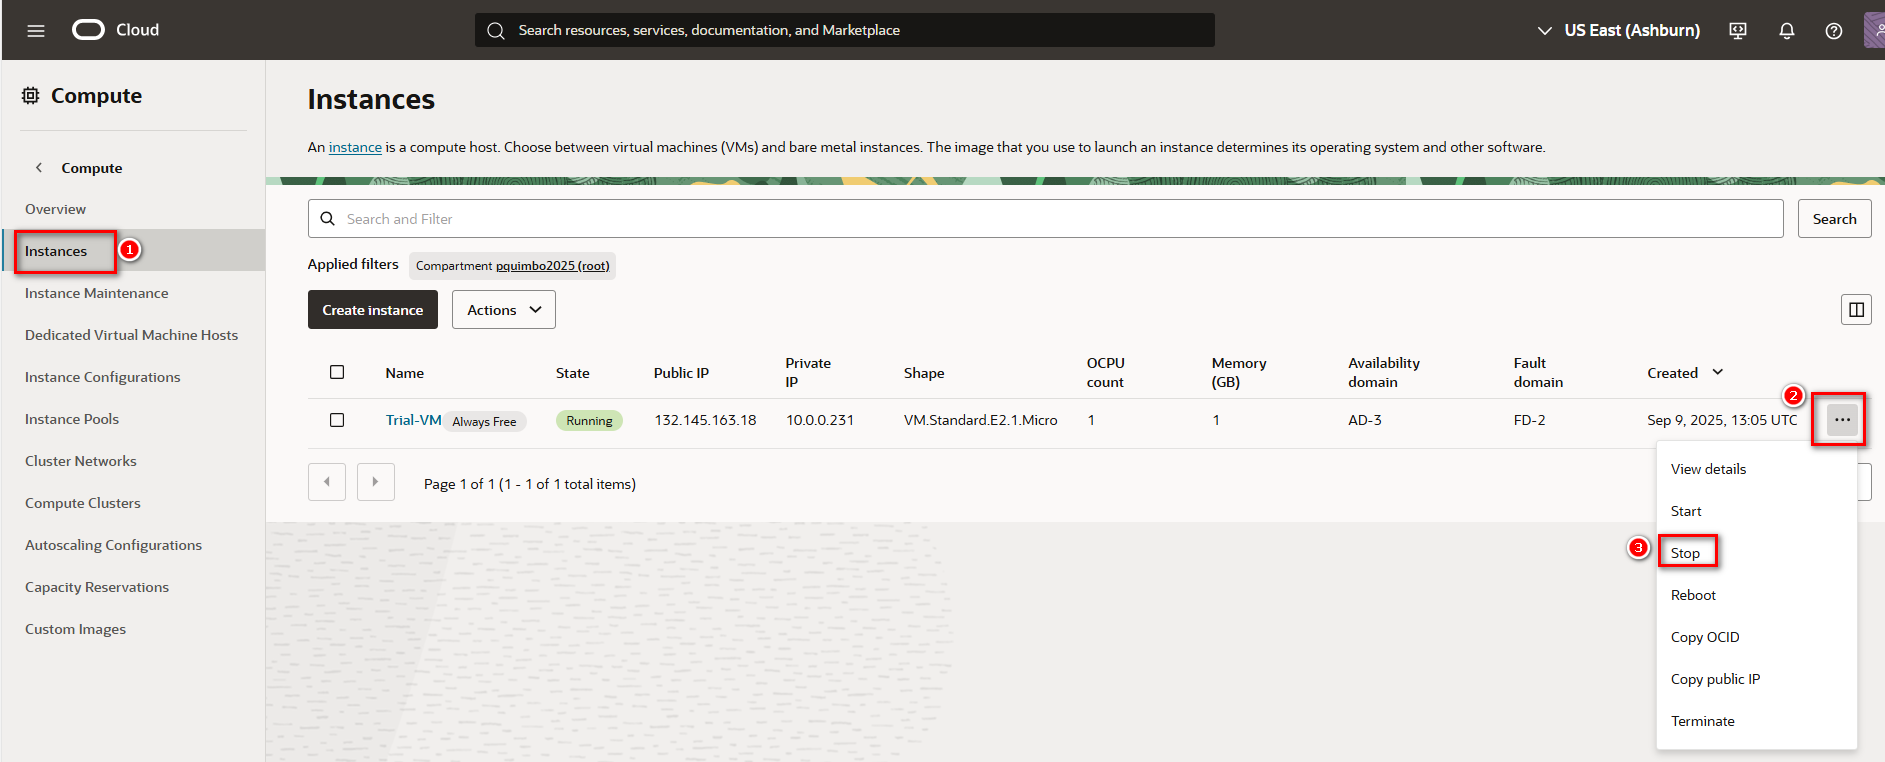 Cloud
Search resources, services, documentation, and Marketplace
US East (Ashburn)
Compute
Compute
Overview
Instances
1
Instance Maintenance
Dedicated Virtual Machine Hosts
Instance Configurations
Instance Pools
Cluster Networks
Compute Clusters
Autoscaling Configurations
Capacity Reservations
Custom Images
Instances
An instance is a compute host. Choose between virtual machines (VMs) and bare metal instances. The image that you use to launch an instance determines its operating system and other software.
Search and Filter
Search
Applied filters Compartment pquimbo2025 (root)
Create instance Actions
Name State Public IP Private IP Shape OCPU count Memory (GB) Availability domain Fault domain Created
2
Trial-VM Always Free Running 132.145.163.18 10.0.0.231 VM.Standard.E2.1.Micro 1 1 AD-3 FD-2 Sep 9, 2025, 13:05 UTC
Page 1 of 1 (1 - 1 of 1 total items)
View details
Start
3
Stop
Reboot
Copy OCID
Copy public IP
Terminate